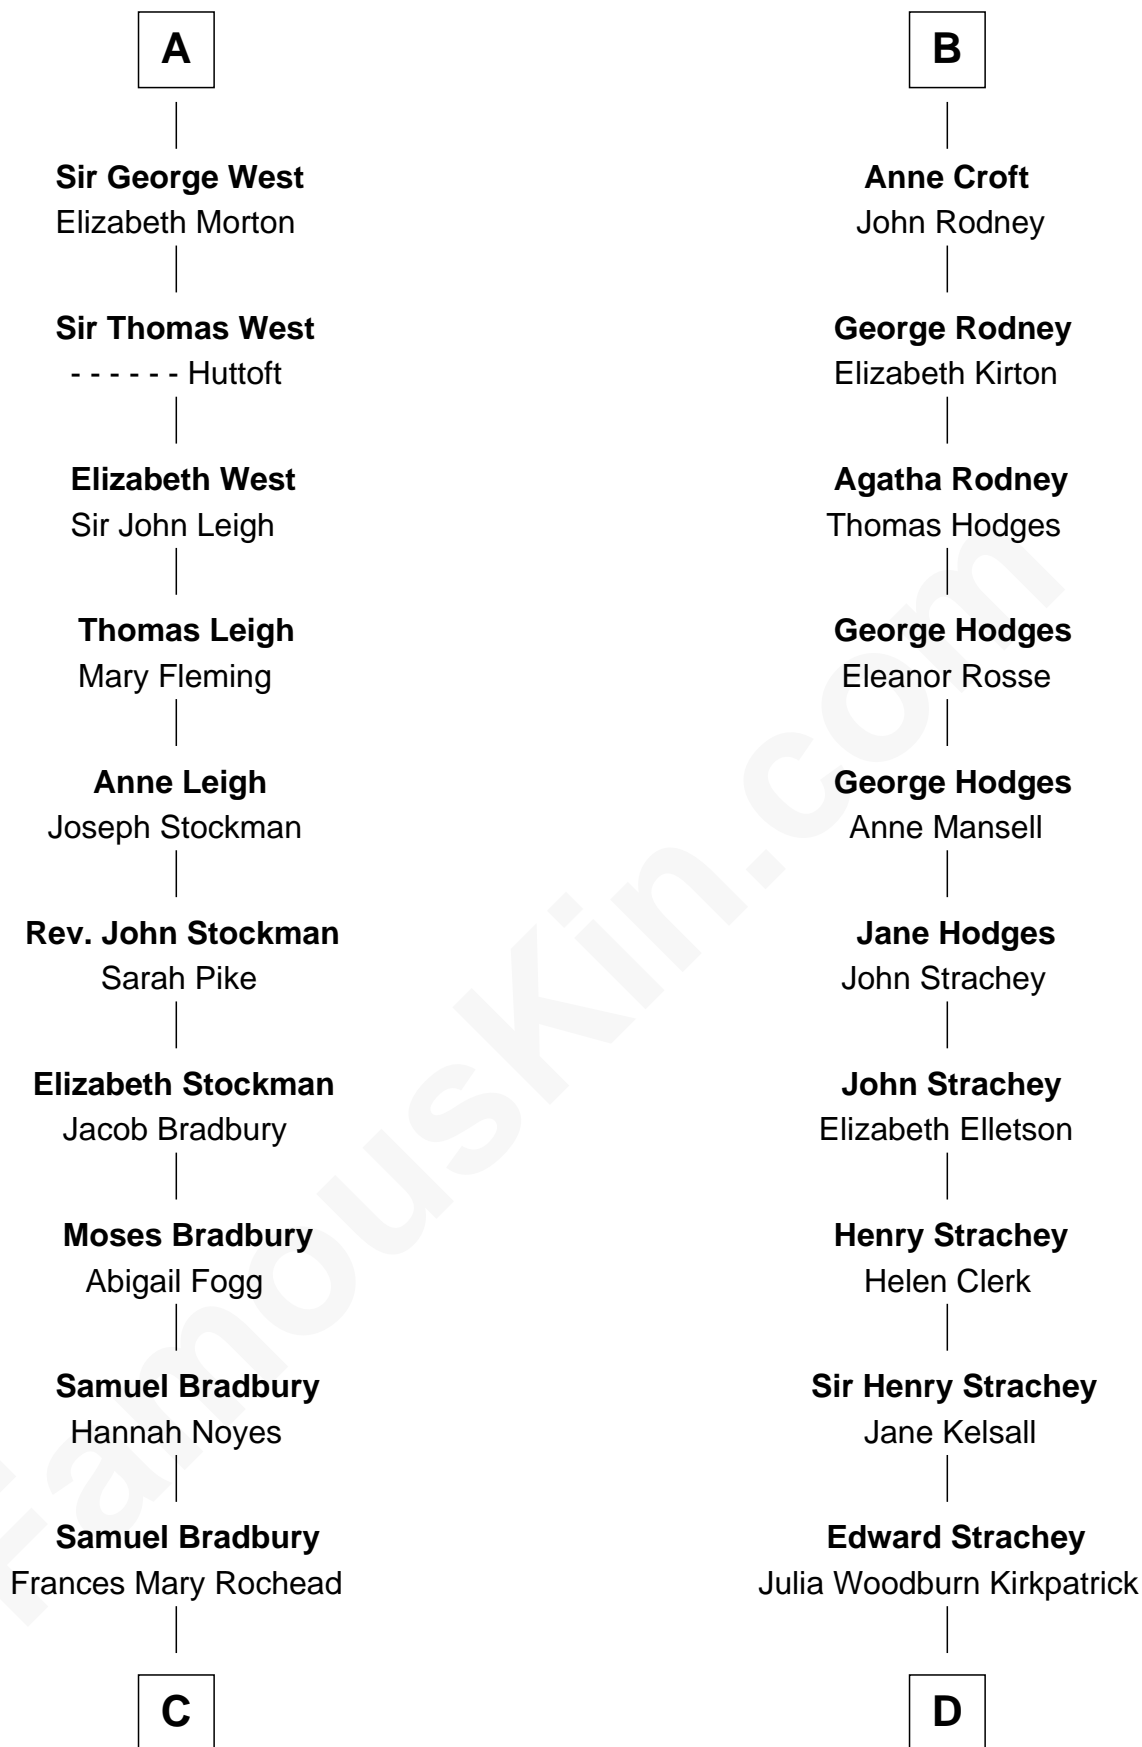 A
Sir George West
Elizabeth Morton
Sir Thomas West
- - - - - - Huttoft
Elizabeth West
Sir John Leigh
Thomas Leigh
Mary Fleming
Anne Leigh
Joseph Stockman
Rev. John Stockman
Sarah Pike
Elizabeth Stockman
Jacob Bradbury
Moses Bradbury
Abigail Fogg
Samuel Bradbury
Hannah Noyes
Samuel Bradbury
Frances Mary Rochead
C
B
Anne Croft
John Rodney
George Rodney
Elizabeth Kirton
Agatha Rodney
Thomas Hodges
George Hodges
Eleanor Rosse
George Hodges
Anne Mansell
Jane Hodges
John Strachey
John Strachey
Elizabeth Elletson
Henry Strachey
Helen Clerk
Sir Henry Strachey
Jane Kelsall
Edward Strachey
Julia Woodburn Kirkpatrick
D
FamousKin.com